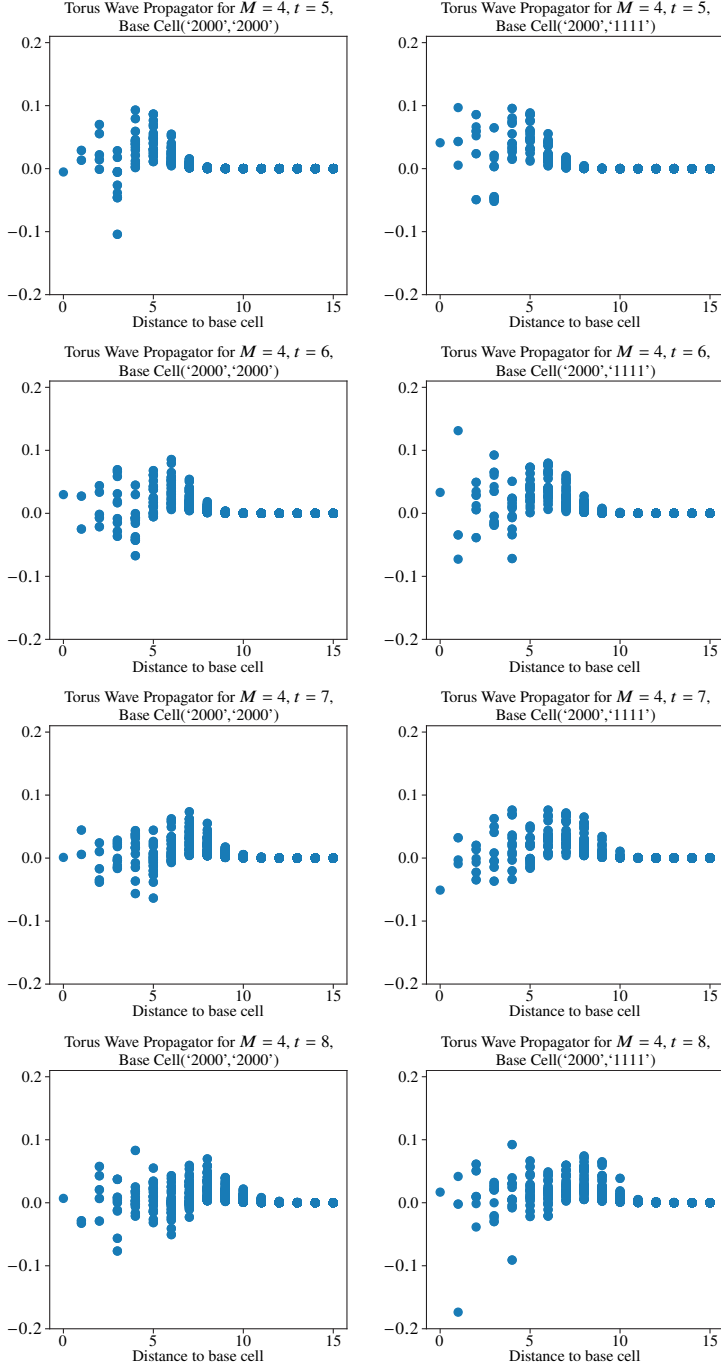 Torus Wave Propagator for M = 4, t = 5,
Base Cell(‘2000’,‘2000’)
0.2
0.1
0.0
−0.1
−0.2
0 5 10 15
Distance to base cell
Torus Wave Propagator for M = 4, t = 5,
Base Cell(‘2000’,‘1111’)
0.2
0.1
0.0
−0.1
−0.2
0 5 10 15
Distance to base cell
Torus Wave Propagator for M = 4, t = 6,
Base Cell(‘2000’,‘2000’)
0.2
0.1
0.0
−0.1
−0.2
0 5 10 15
Distance to base cell
Torus Wave Propagator for M = 4, t = 6,
Base Cell(‘2000’,‘1111’)
0.2
0.1
0.0
−0.1
−0.2
0 5 10 15
Distance to base cell
Torus Wave Propagator for M = 4, t = 7,
Base Cell(‘2000’,‘2000’)
0.2
0.1
0.0
−0.1
−0.2
0 5 10 15
Distance to base cell
Torus Wave Propagator for M = 4, t = 7,
Base Cell(‘2000’,‘1111’)
0.2
0.1
0.0
−0.1
−0.2
0 5 10 15
Distance to base cell
Torus Wave Propagator for M = 4, t = 8,
Base Cell(‘2000’,‘2000’)
0.2
0.1
0.0
−0.1
−0.2
0 5 10 15
Distance to base cell
Torus Wave Propagator for M = 4, t = 8,
Base Cell(‘2000’,‘1111’)
0.2
0.1
0.0
−0.1
−0.2
0 5 10 15
Distance to base cell